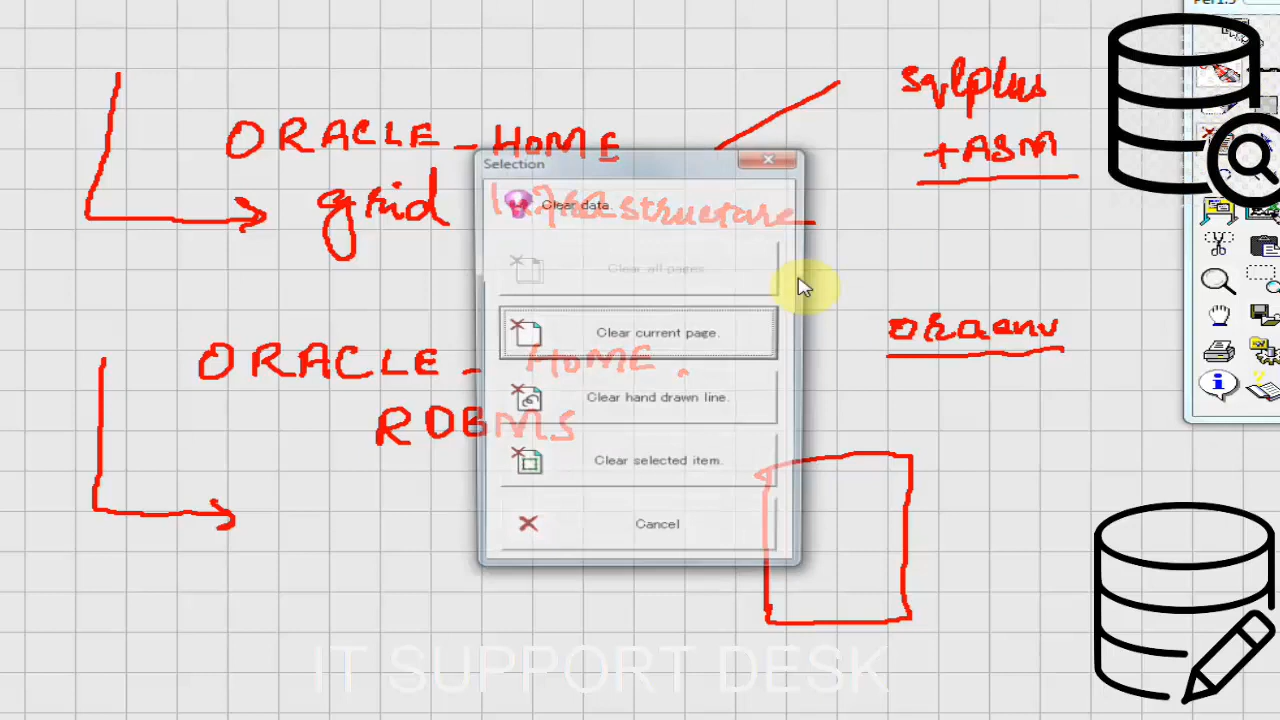 sqlplus
+ASM
ORACLE_HOME
grid Infrastructure
oraenv
ORACLE_HOME.
RDBMS
Selection
Clear data.
Clear all pages.
Clear current page.
Clear hand drawn line.
Clear selected item.
Cancel
IT SUPPORT DESK